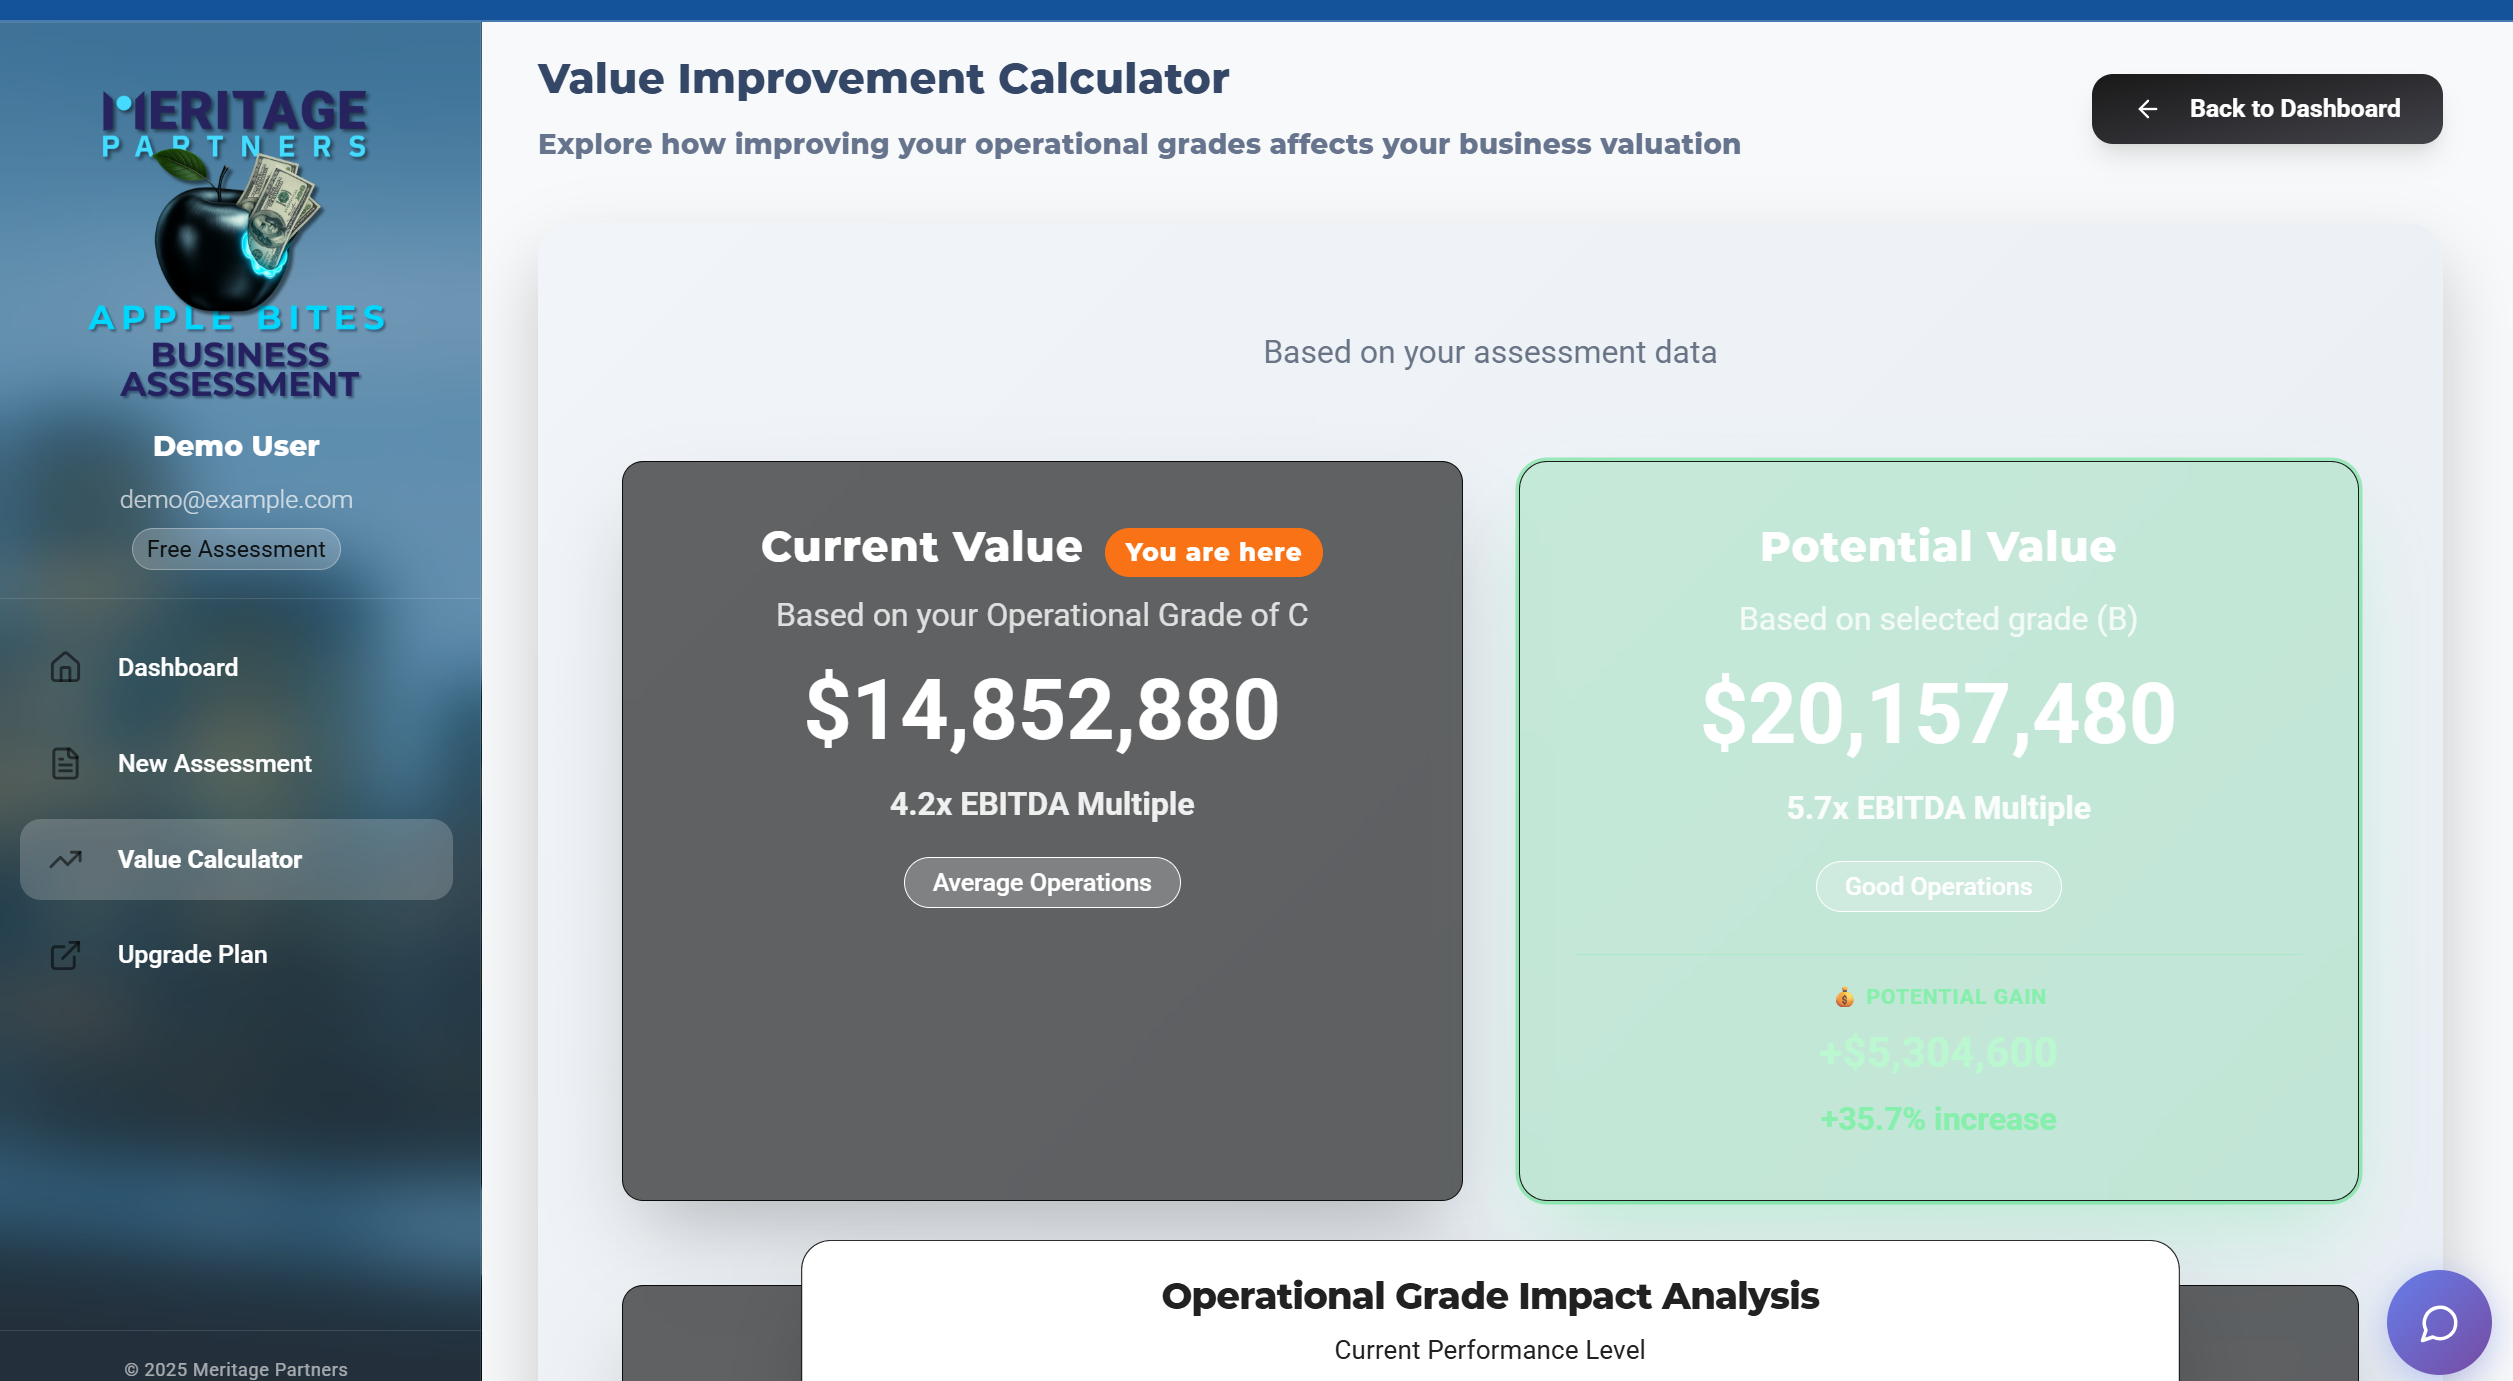 MERITAGE
PARTNERS
APPLE BITES
BUSINESS
ASSESSMENT
Demo User
demo@example.com
Free Assessment
Dashboard
New Assessment
Value Calculator
Upgrade Plan
© 2025 Meritage Partners
Value Improvement Calculator
Explore how improving your operational grades affects your business valuation
Back to Dashboard
Based on your assessment data
Current Value You are here
Based on your Operational Grade of C
$14,852,880
4.2x EBITDA Multiple
Average Operations
Potential Value
Based on selected grade (B)
$20,157,480
5.7x EBITDA Multiple
Good Operations
💰 POTENTIAL GAIN
+$5,304,600
+35.7% increase
Operational Grade Impact Analysis
Current Performance Level